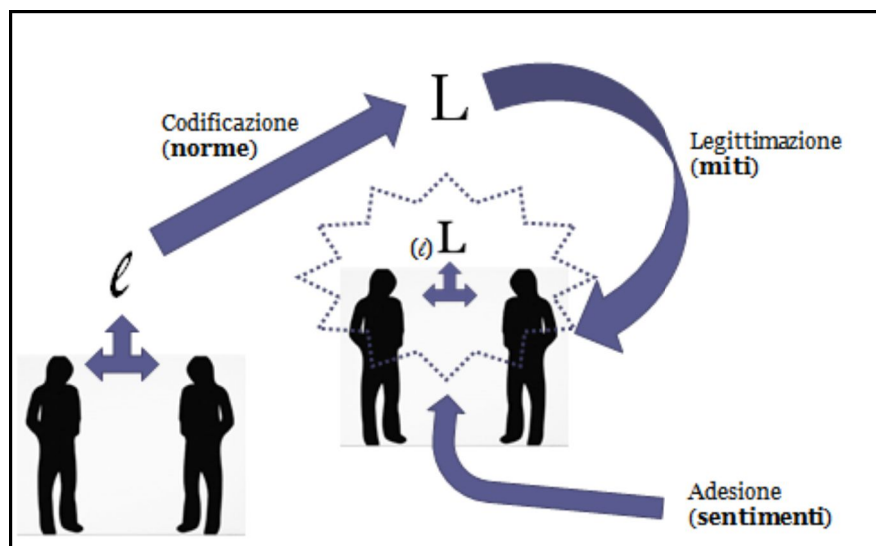 L
Codificazione
(norme)
Legittimazione
(miti)
(ℓ)L
ℓ
Adesione
(sentimenti)